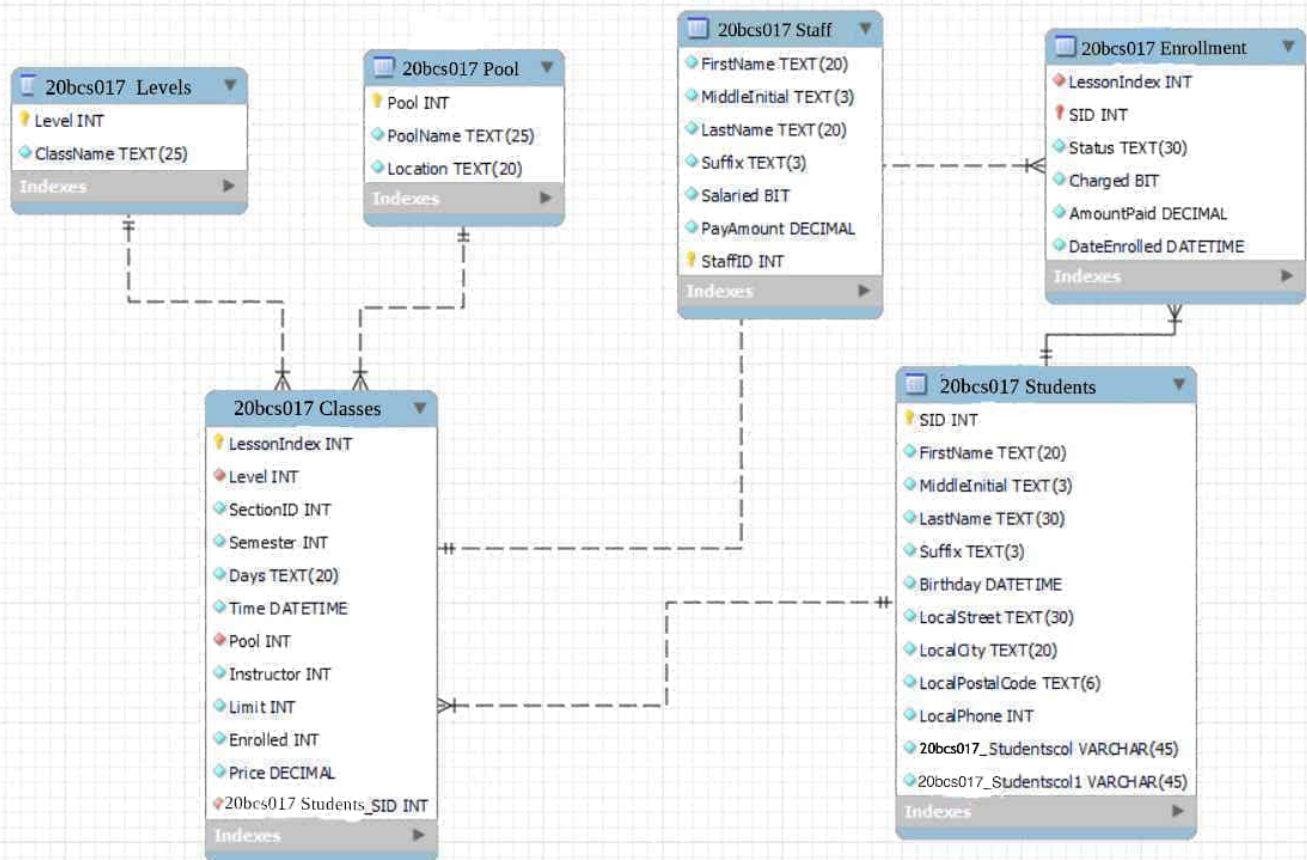 20bcs017 Levels
Level INT
ClassName TEXT(25)
Indexes
20bcs017 Pool
Pool INT
PoolName TEXT(25)
Location TEXT(20)
Indexes
20bcs017 Staff
FirstName TEXT(20)
MiddleInitial TEXT(3)
LastName TEXT(20)
Suffix TEXT(3)
Salaried BIT
PayAmount DECIMAL
StaffID INT
Indexes
20bcs017 Enrollment
LessonIndex INT
SID INT
Status TEXT(30)
Charged BIT
AmountPaid DECIMAL
DateEnrolled DATETIME
Indexes
20bcs017 Classes
LessonIndex INT
Level INT
SectionID INT
Semester INT
Days TEXT(20)
Time DATETIME
Pool INT
Instructor INT
Limit INT
Enrolled INT
Price DECIMAL
20bcs017 Students_SID INT
Indexes
20bcs017 Students
SID INT
FirstName TEXT(20)
MiddleInitial TEXT(3)
LastName TEXT(30)
Suffix TEXT(3)
Birthday DATETIME
LocalStreet TEXT(30)
LocalCity TEXT(20)
LocalPostalCode TEXT(6)
LocalPhone INT
20bcs017_Studentscol VARCHAR(45)
20bcs017_Studentscol1 VARCHAR(45)
Indexes